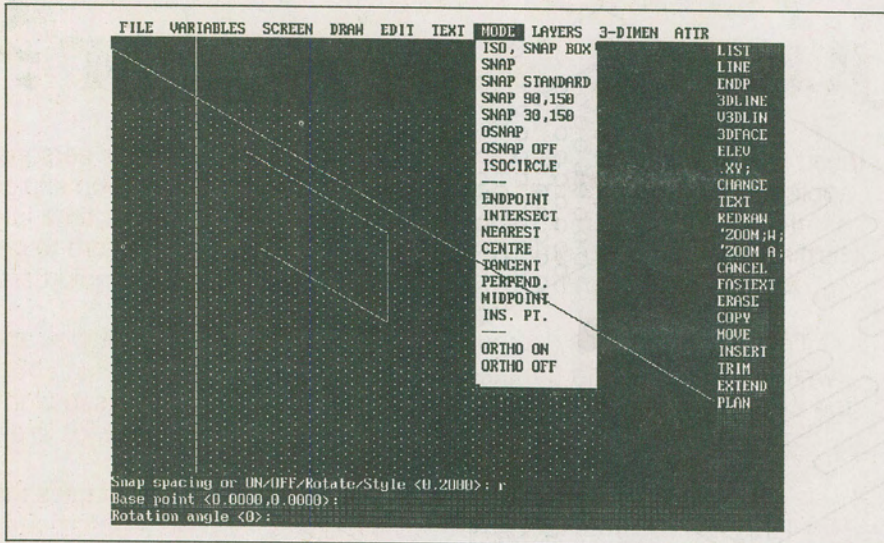 FILE VARIABLES SCREEN DRAW EDIT TEXT MODE LAYERS 3-DIMEN ATTR
ISO, SNAP BOX
SNAP
SNAP STANDARD
SNAP 90,150
SNAP 30,150
OSNAP
OSNAP OFF
ISOCIRCLE
---
ENDPOINT
INTERSECT
NEAREST
CENTRE
TANGENT
PERPEND.
MIDPOINT
INS. PT.
---
ORTHO ON
ORTHO OFF
LIST
LINE
ENDP
3DLINE
V3DLIN
3DFACE
ELEV
.XY;
CHANGE
TEXT
REDRAW
'ZOOM;W;
'ZOOM A;
CANCEL
FASTEXT
ERASE
COPY
MOVE
INSERT
TRIM
EXTEND
PLAN
Snap spacing or ON/OFF/Rotate/Style <0.2000>: r
Base point <0.0000,0.0000>:
Rotation angle <0>: